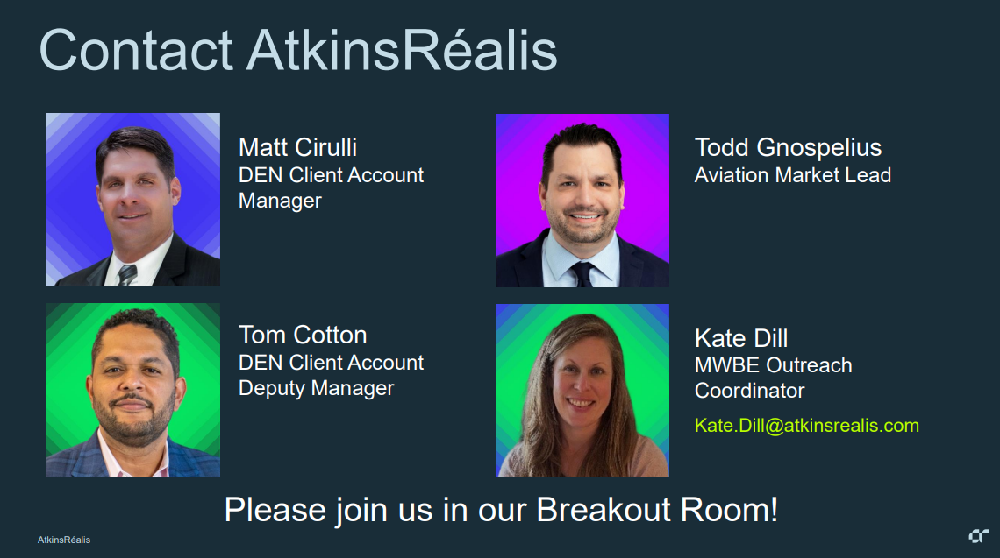 Contact AtkinsRéalis
Matt Cirulli
DEN Client Account
Manager
Todd Gnospelius
Aviation Market Lead
Tom Cotton
DEN Client Account
Deputy Manager
Kate Dill
MWBE Outreach
Coordinator
Kate.Dill@atkinsrealis.com
Please join us in our Breakout Room!
AtkinsRéalis